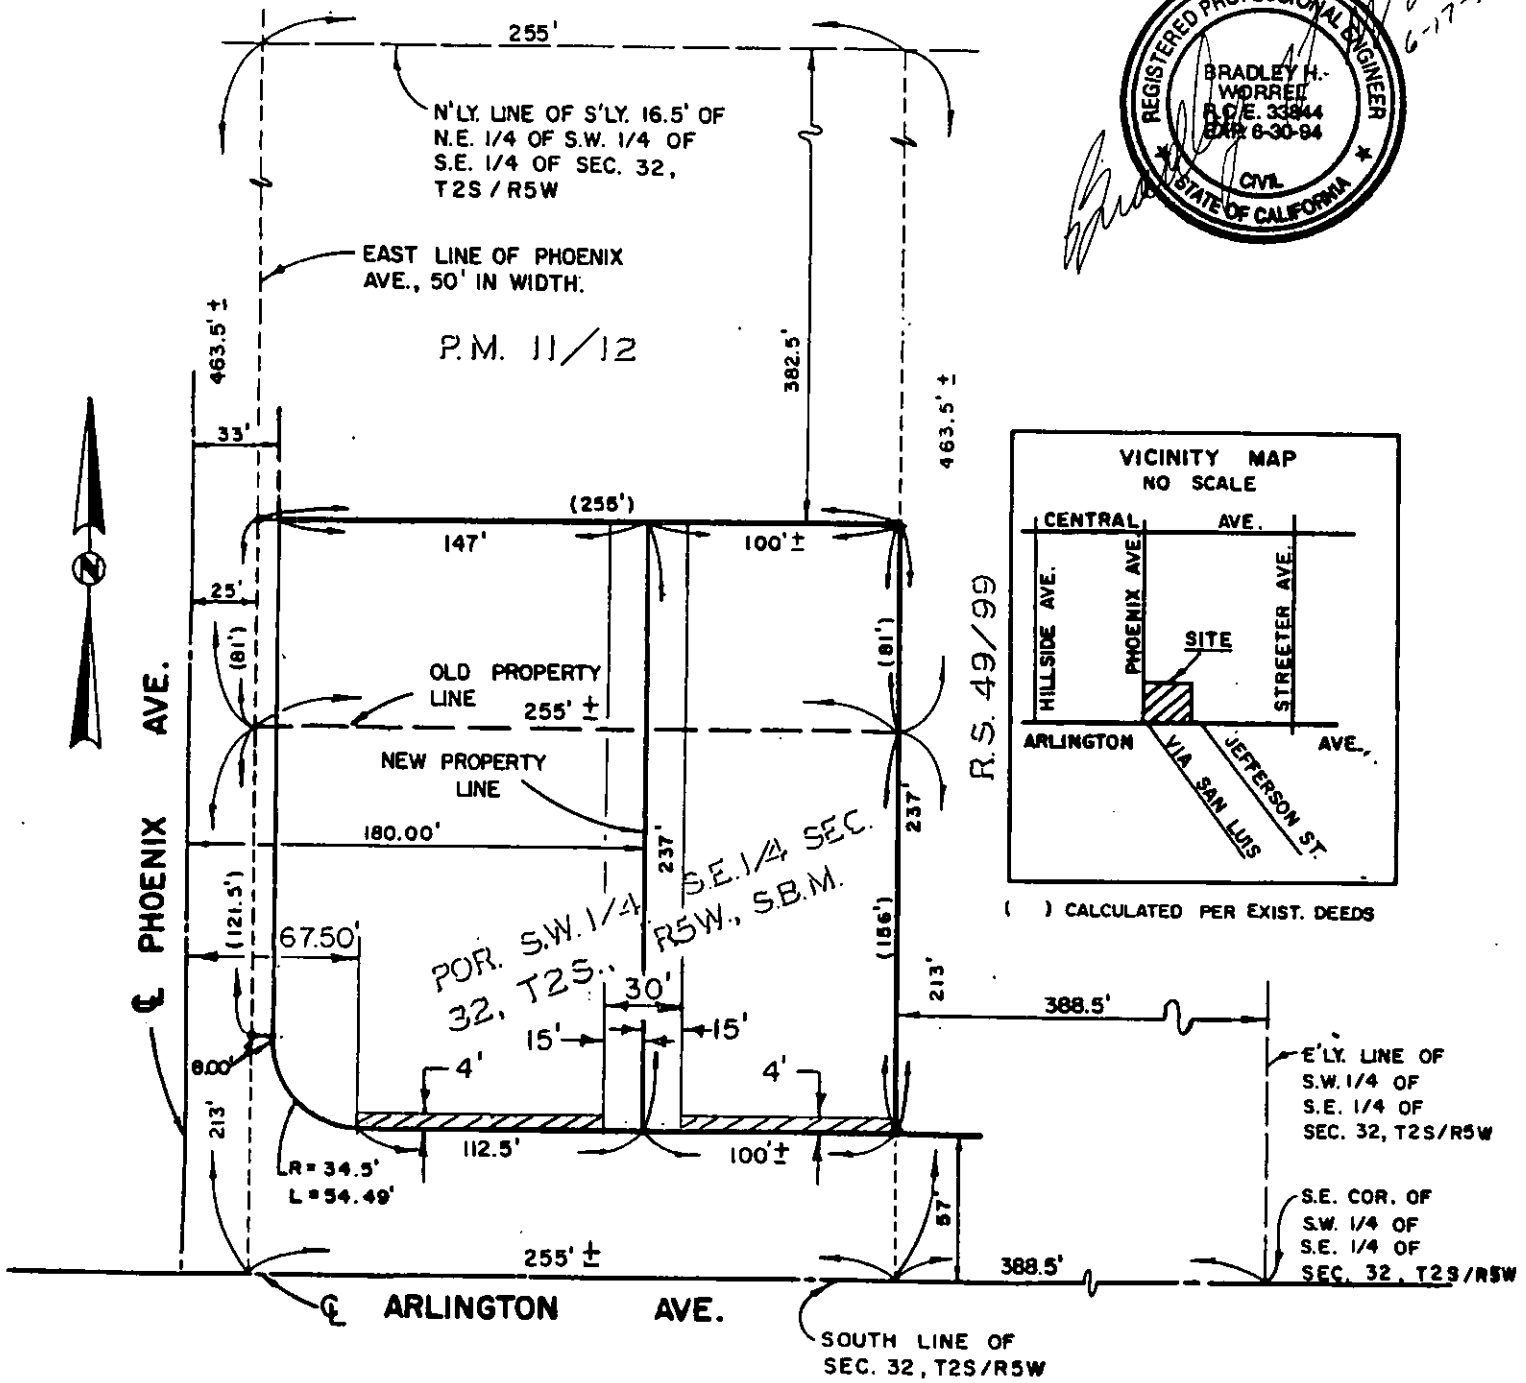 255'
N'LY. LINE OF S'LY. 16.5' OF
N.E. 1/4 OF S.W. 1/4 OF
S.E. 1/4 OF SEC. 32,
T2S / R5W
REGISTERED PROFESSIONAL ENGINEER
BRADLEY H.
WORREL
R.C.E. 33844
EXP. 6-30-94
CIVIL
STATE OF CALIFORNIA
6-17-
EAST LINE OF PHOENIX
AVE., 50' IN WIDTH.
463.5' ±
P.M. 11/12
382.5'
463.5' ±
33'
(255')
147'
100' ±
25'
(81')
(81')
OLD PROPERTY
LINE
255' ±
NEW PROPERTY
LINE
180.00'
237'
237'
R.S. 49/99
VICINITY MAP
NO SCALE
CENTRAL AVE.
HILLSIDE AVE.
PHOENIX AVE.
STREETER AVE.
SITE
ARLINGTON AVE.
VIA SAN LUIS
JEFFERSON ST.
( ) CALCULATED PER EXIST. DEEDS
℄ PHOENIX AVE.
(121.5')
67.50'
POR. S.W. 1/4 S.E. 1/4 SEC.
32, T2S., R5W., S.B.M.
(156')
213'
30'
15'
15'
4'
4'
8.00'
213'
112.5'
100' ±
R = 34.5'
L = 54.49'
57'
388.5'
E'LY. LINE OF
S.W. 1/4 OF
S.E. 1/4 OF
SEC. 32, T2S/R5W
S.E. COR. OF
S.W. 1/4 OF
S.E. 1/4 OF
SEC. 32, T2S/R5W
255' ±
388.5'
℄ ARLINGTON AVE.
SOUTH LINE OF
SEC. 32, T2S/R5W